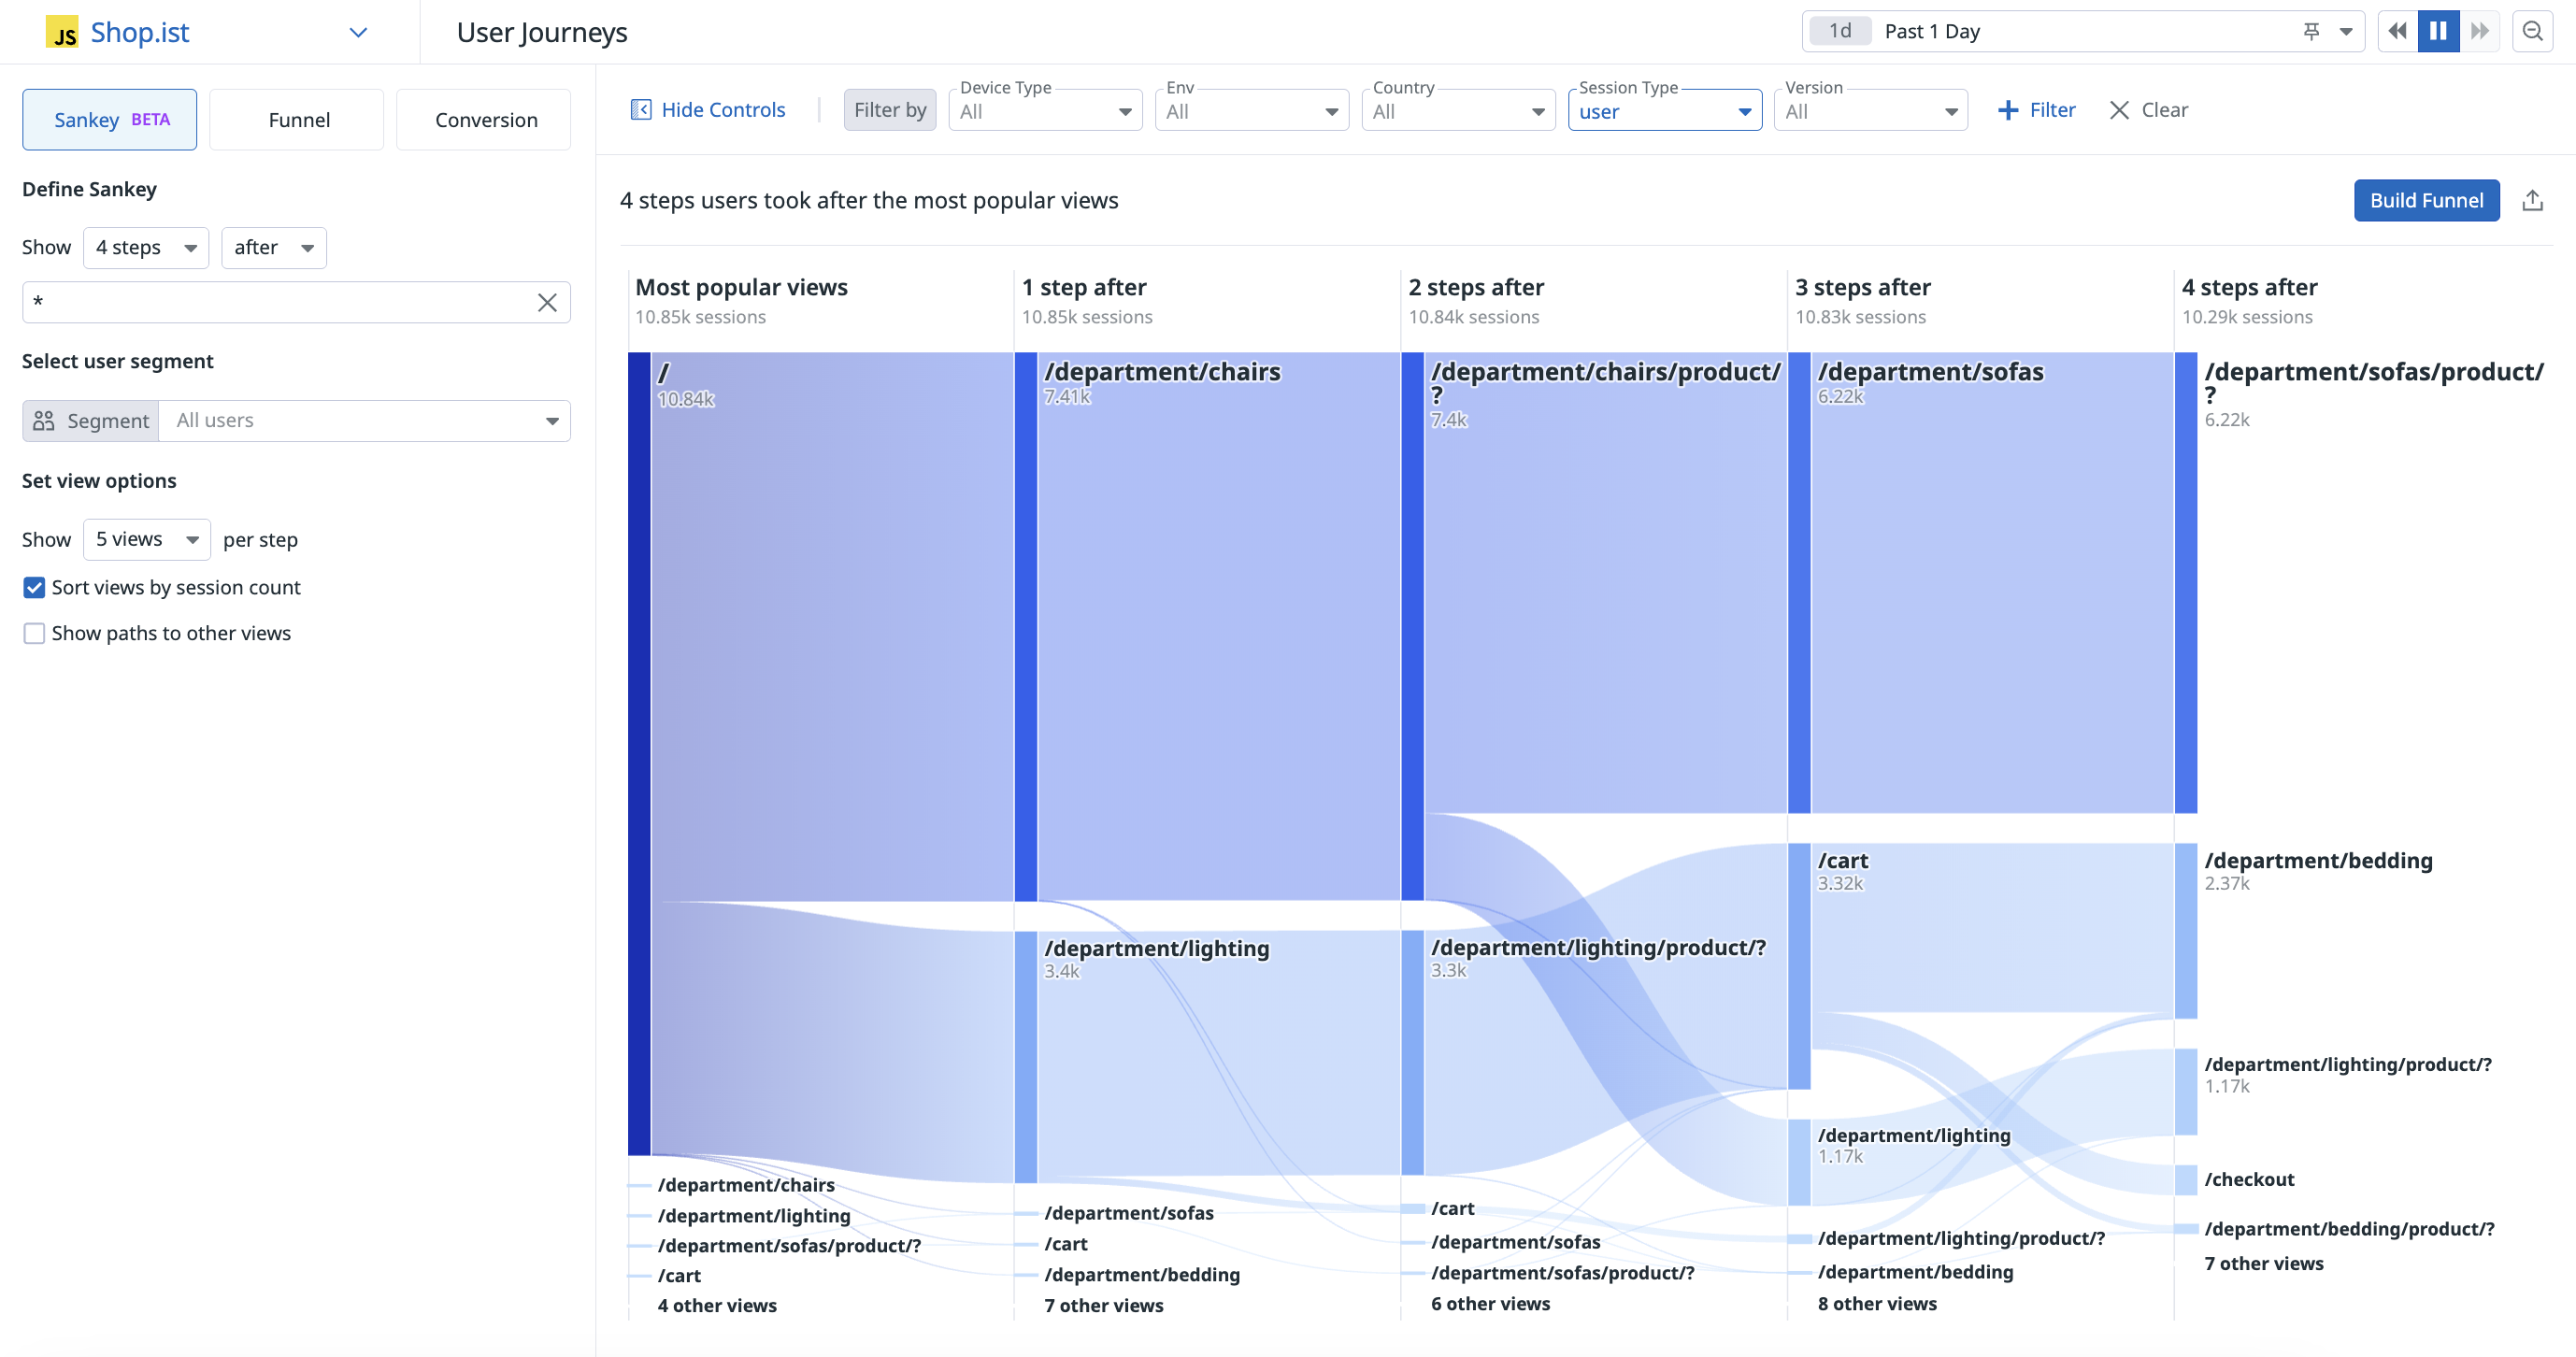 JS Shop.ist
User Journeys
1d Past 1 Day
Sankey BETA
Funnel
Conversion
Define Sankey
Show 4 steps after
*
Select user segment
Segment All users
Set view options
Show 5 views per step
Sort views by session count
Show paths to other views
Hide Controls
Filter by
Device Type
All
Env
All
Country
All
Session Type
user
Version
All
+ Filter
Clear
4 steps users took after the most popular views
Build Funnel
Most popular views
10.85k sessions
/
10.84k
/department/chairs
/department/lighting
/department/sofas/product/?
/cart
4 other views
1 step after
10.85k sessions
/department/chairs
7.41k
/department/lighting
3.4k
/department/sofas
/cart
/department/bedding
7 other views
2 steps after
10.84k sessions
/department/chairs/product/
?
7.4k
/department/lighting/product/?
3.3k
/cart
/department/sofas
/department/sofas/product/?
6 other views
3 steps after
10.83k sessions
/department/sofas
6.22k
/cart
3.32k
/department/lighting
1.17k
/department/lighting/product/?
/department/bedding
8 other views
4 steps after
10.29k sessions
/department/sofas/product/
?
6.22k
/department/bedding
2.37k
/department/lighting/product/?
1.17k
/checkout
/department/bedding/product/?
7 other views